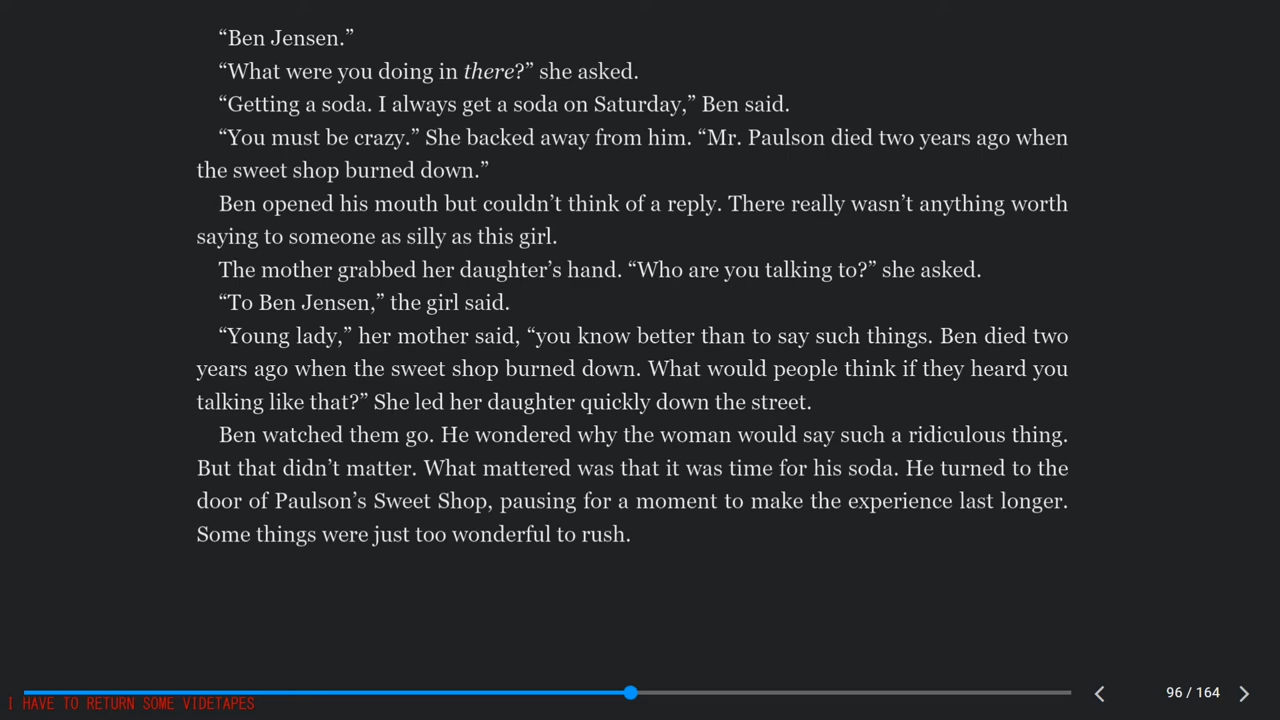 “Ben Jensen.”
“What were you doing in there?” she asked.
“Getting a soda. I always get a soda on Saturday,” Ben said.
“You must be crazy.” She backed away from him. “Mr. Paulson died two years ago when
the sweet shop burned down.”
Ben opened his mouth but couldn’t think of a reply. There really wasn’t anything worth
saying to someone as silly as this girl.
The mother grabbed her daughter’s hand. “Who are you talking to?” she asked.
“To Ben Jensen,” the girl said.
“Young lady,” her mother said, “you know better than to say such things. Ben died two
years ago when the sweet shop burned down. What would people think if they heard you
talking like that?” She led her daughter quickly down the street.
Ben watched them go. He wondered why the woman would say such a ridiculous thing.
But that didn’t matter. What mattered was that it was time for his soda. He turned to the
door of Paulson’s Sweet Shop, pausing for a moment to make the experience last longer.
Some things were just too wonderful to rush.
96 / 164
I HAVE TO RETURN SOME VIDETAPES